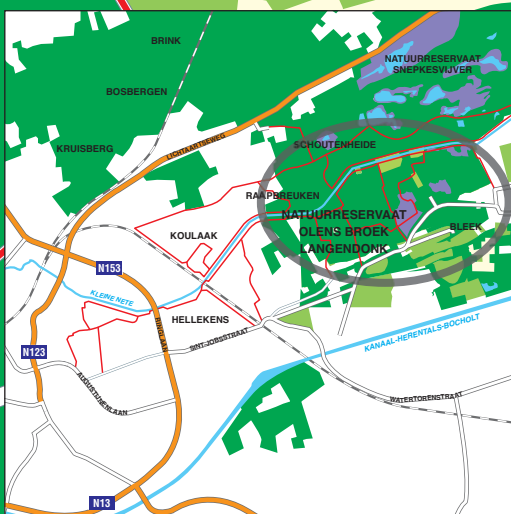 BRINK
NATUURRESERVAAT
SNEPKESVIJVER
BOSBERGEN
KRUISBERG
LICHTAARTSEWEG
SCHOUTENHEIDE
RAAPBREUKEN
NATUURRESERVAAT
OLENS BROEK
LANGENDONK
BLEEK
KOULAAK
N153
KLEINE NETE
HELLEKENS
RINGLAAN
SINT-JOBSSTRAAT
KANAAL-HERENTALS-BOCHOLT
N123
AUGUSTIJNENLAAN
WATERTORENSTRAAT
N13